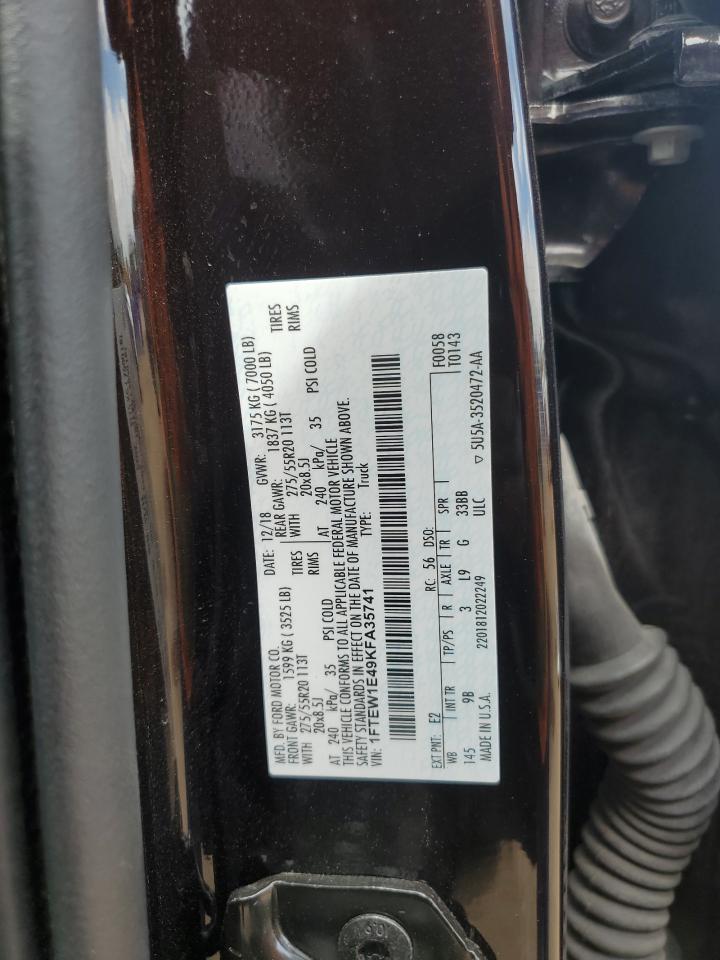 MFD. BY FORD MOTOR CO.
DATE: 12/18 GVWR: 3175 KG ( 7000 LB)
FRONT GAWR: 1599 KG ( 3525 LB) REAR GAWR: 1837 KG ( 4050 LB)
WITH 275/55R20 113T TIRES WITH 275/55R20 113T TIRES
20x8.5J RIMS 20x8.5J RIMS
AT 240 kPa/ 35 PSI COLD AT 240 kPa/ 35 PSI COLD
THIS VEHICLE CONFORMS TO ALL APPLICABLE FEDERAL MOTOR VEHICLE
SAFETY STANDARDS IN EFFECT ON THE DATE OF MANUFACTURE SHOWN ABOVE.
VIN: 1FTEW1E49KFA35741 TYPE: Truck
F0058
EXT PNT: E2 RC: 56 DSO: T0143
WB INT TR TP/PS R AXLE TR SPR
145 9B 3 L9 G 33BB
MADE IN U.S.A. 2201812022249 ULC ▽ 5U5A-3520472-AA